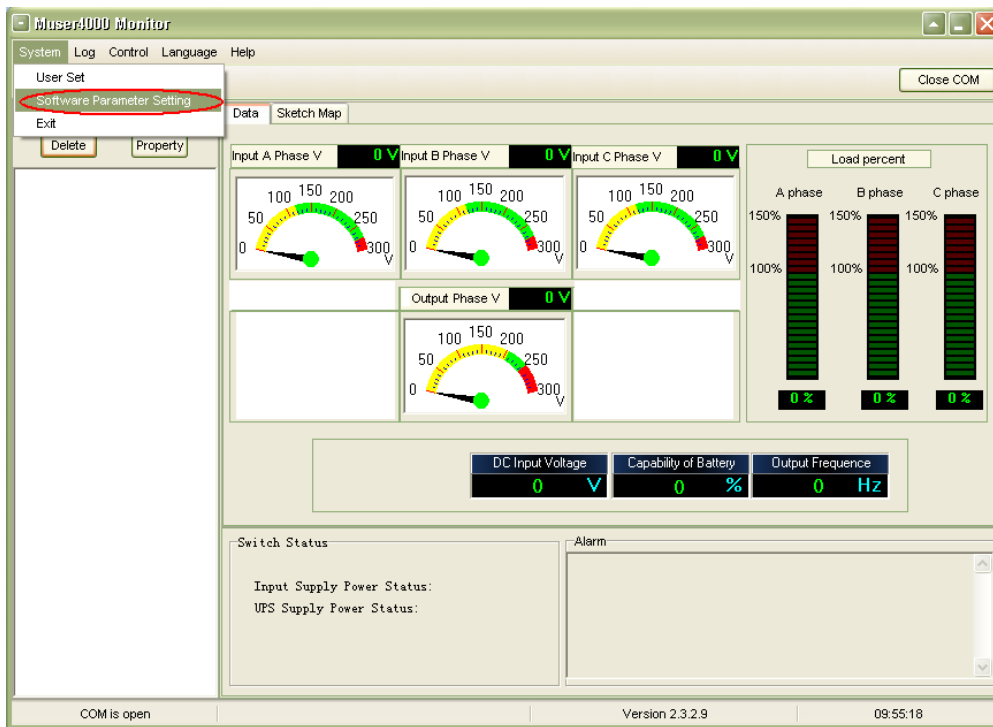 Muser4000 Monitor
System Log Control Language Help
User Set
Software Parameter Setting
Exit
Close COM
Delete Property
Data Sketch Map
Input A Phase V 0 V Input B Phase V 0 V Input C Phase V 0 V
0 50 100 150 200 250 300 V
0 50 100 150 200 250 300 V
0 50 100 150 200 250 300 V
Load percent
A phase B phase C phase
150% 150% 150%
100% 100% 100%
0 % 0 % 0 %
Output Phase V 0 V
0 50 100 150 200 250 300 V
DC Input Voltage Capability of Battery Output Frequence
0 V 0 % 0 Hz
Switch Status
Input Supply Power Status:
UPS Supply Power Status:
Alarm
COM is open Version 2.3.2.9 09:55:18